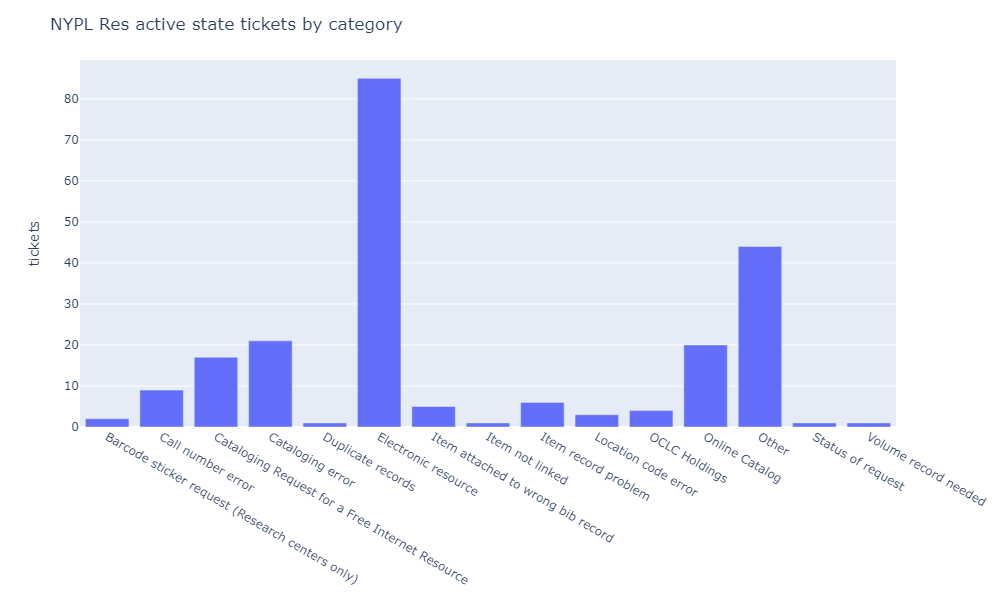 NYPL Res active state tickets by category
tickets
80
70
60
50
40
30
20
10
0
Barcode sticker request (Research centers only)
Call number error
Cataloging Request for a Free Internet Resource
Cataloging error
Duplicate records
Electronic resource
Item attached to wrong bib record
Item not linked
Item record problem
Location code error
OCLC Holdings
Online Catalog
Other
Status of request
Volume record needed